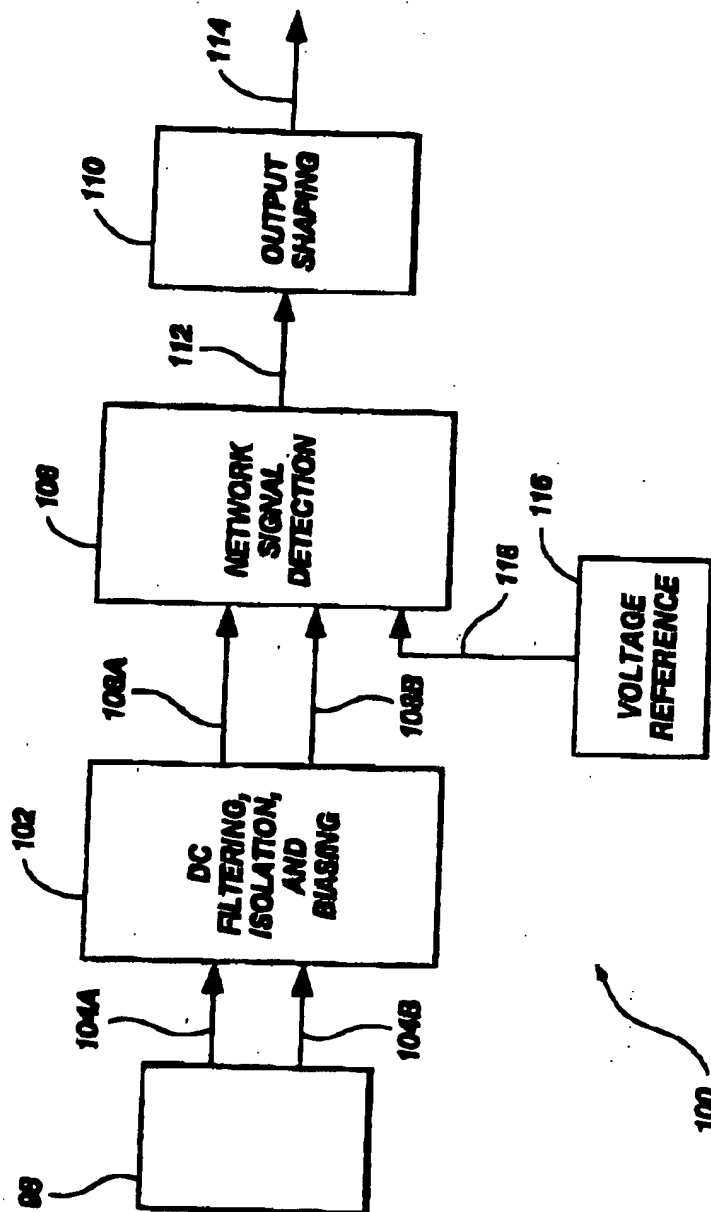 98
104A
104B
102
DC
FILTERING,
ISOLATION,
AND
BIASING
108A
108B
106
NETWORK
SIGNAL
DETECTION
112
110
OUTPUT
SHAPING
114
118
116
VOLTAGE
REFERENCE
100